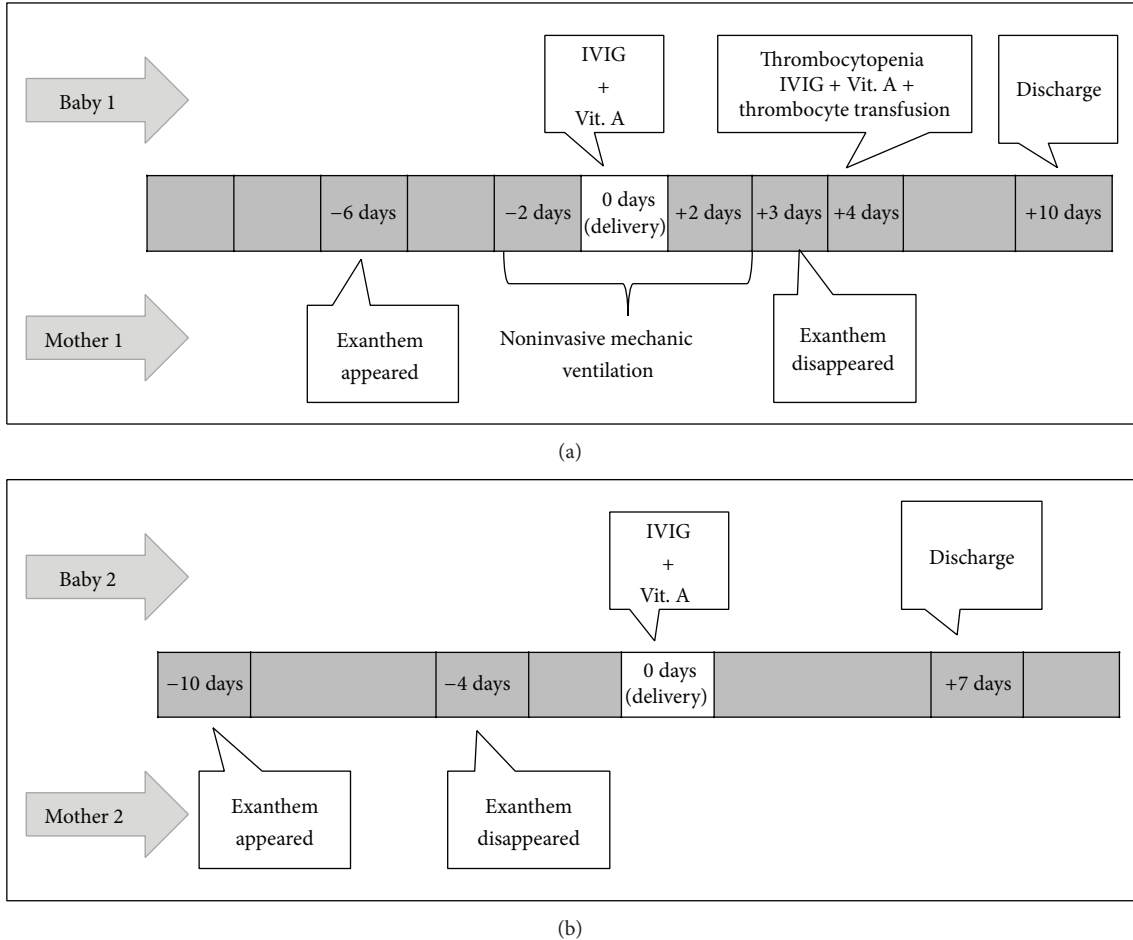 IVIG
+
Vit. A
Thrombocytopenia
IVIG + Vit. A +
thrombocyte transfusion
Discharge
Baby 1
−6 days
−2 days
0 days
(delivery)
+2 days
+3 days
+4 days
+10 days
Mother 1
Exanthem
appeared
Noninvasive mechanic
ventilation
Exanthem
disappeared
(a)
Baby 2
IVIG
+
Vit. A
Discharge
−10 days
−4 days
0 days
(delivery)
+7 days
Mother 2
Exanthem
appeared
Exanthem
disappeared
(b)